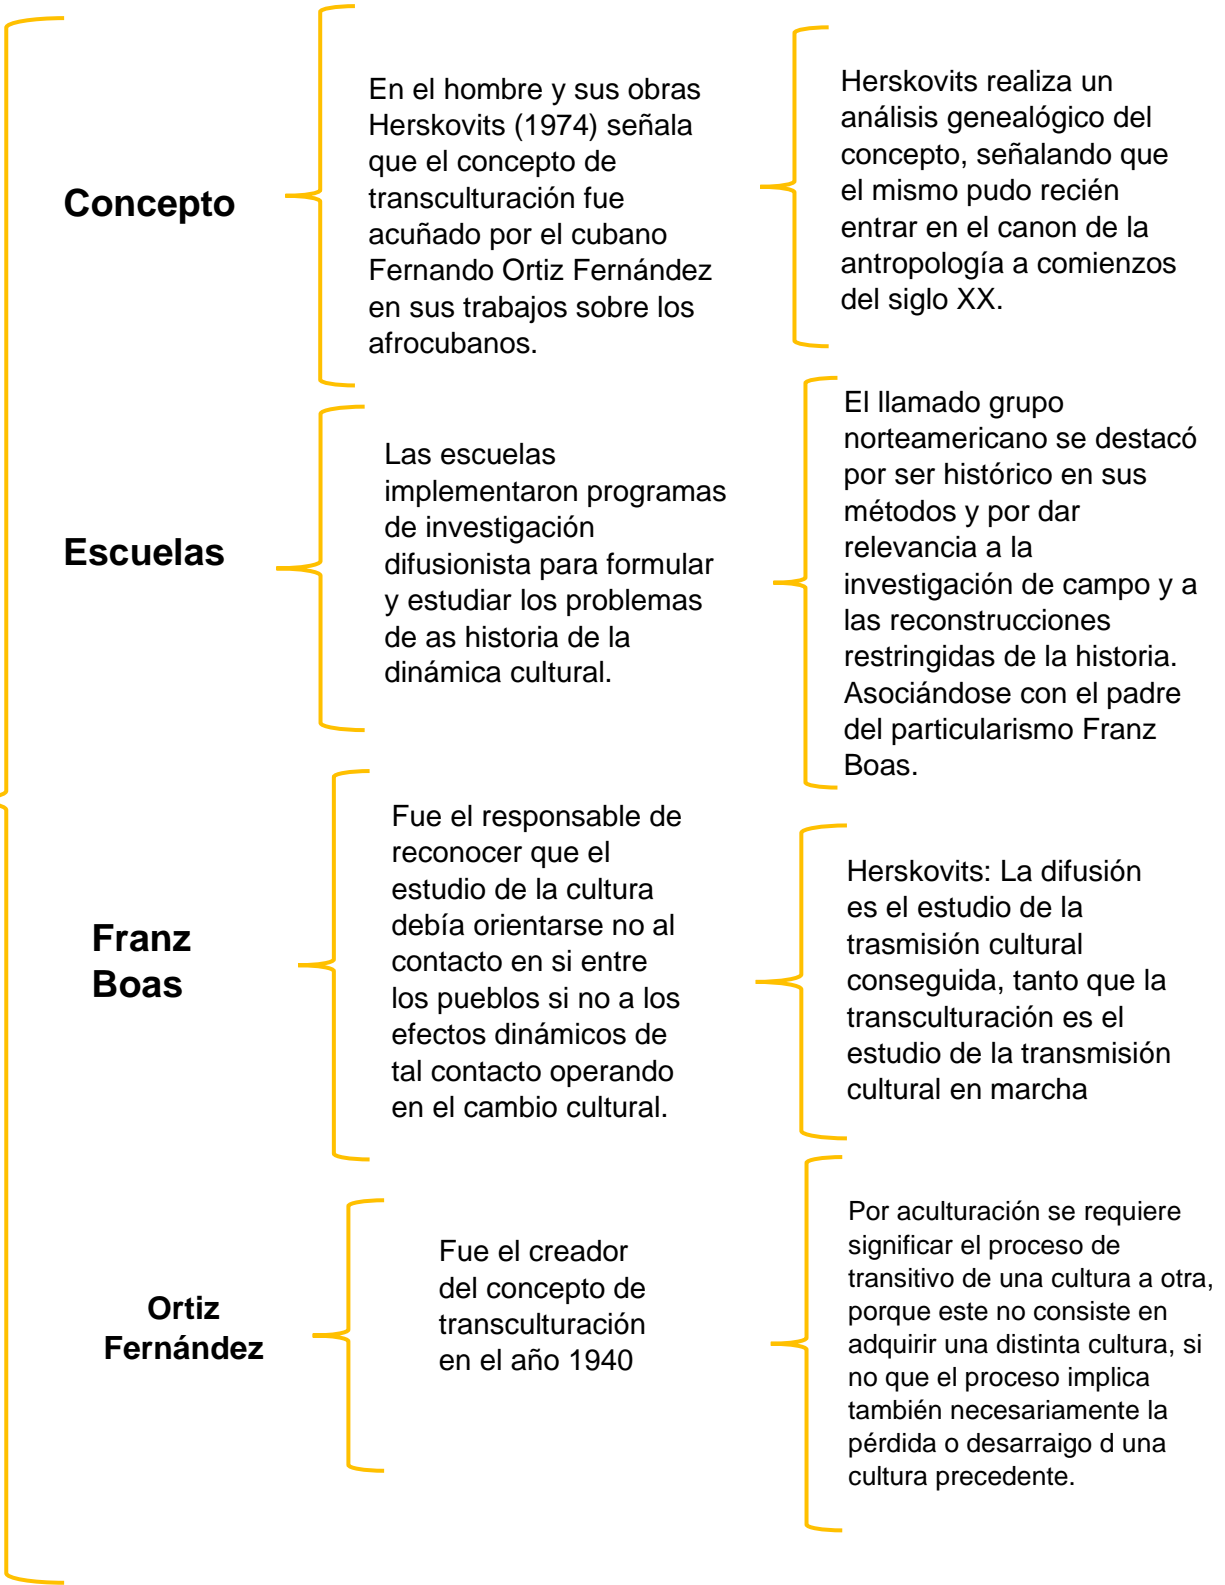 Concepto
En el hombre y sus obras
Herskovits (1974) señala
que el concepto de
transculturación fue
acuñado por el cubano
Fernando Ortiz Fernández
en sus trabajos sobre los
afrocubanos.
Herskovits realiza un
análisis genealógico del
concepto, señalando que
el mismo pudo recién
entrar en el canon de la
antropología a comienzos
del siglo XX.
Escuelas
Las escuelas
implementaron programas
de investigación
difusionista para formular
y estudiar los problemas
de as historia de la
dinámica cultural.
El llamado grupo
norteamericano se destacó
por ser histórico en sus
métodos y por dar
relevancia a la
investigación de campo y a
las reconstrucciones
restringidas de la historia.
Asociándose con el padre
del particularismo Franz
Boas.
Franz
Boas
Fue el responsable de
reconocer que el
estudio de la cultura
debía orientarse no al
contacto en si entre
los pueblos si no a los
efectos dinámicos de
tal contacto operando
en el cambio cultural.
Herskovits: La difusión
es el estudio de la
trasmisión cultural
conseguida, tanto que la
transculturación es el
estudio de la transmisión
cultural en marcha
Ortiz
Fernández
Fue el creador
del concepto de
transculturación
en el año 1940
Por aculturación se requiere
significar el proceso de
transitivo de una cultura a otra,
porque este no consiste en
adquirir una distinta cultura, si
no que el proceso implica
también necesariamente la
pérdida o desarraigo d una
cultura precedente.